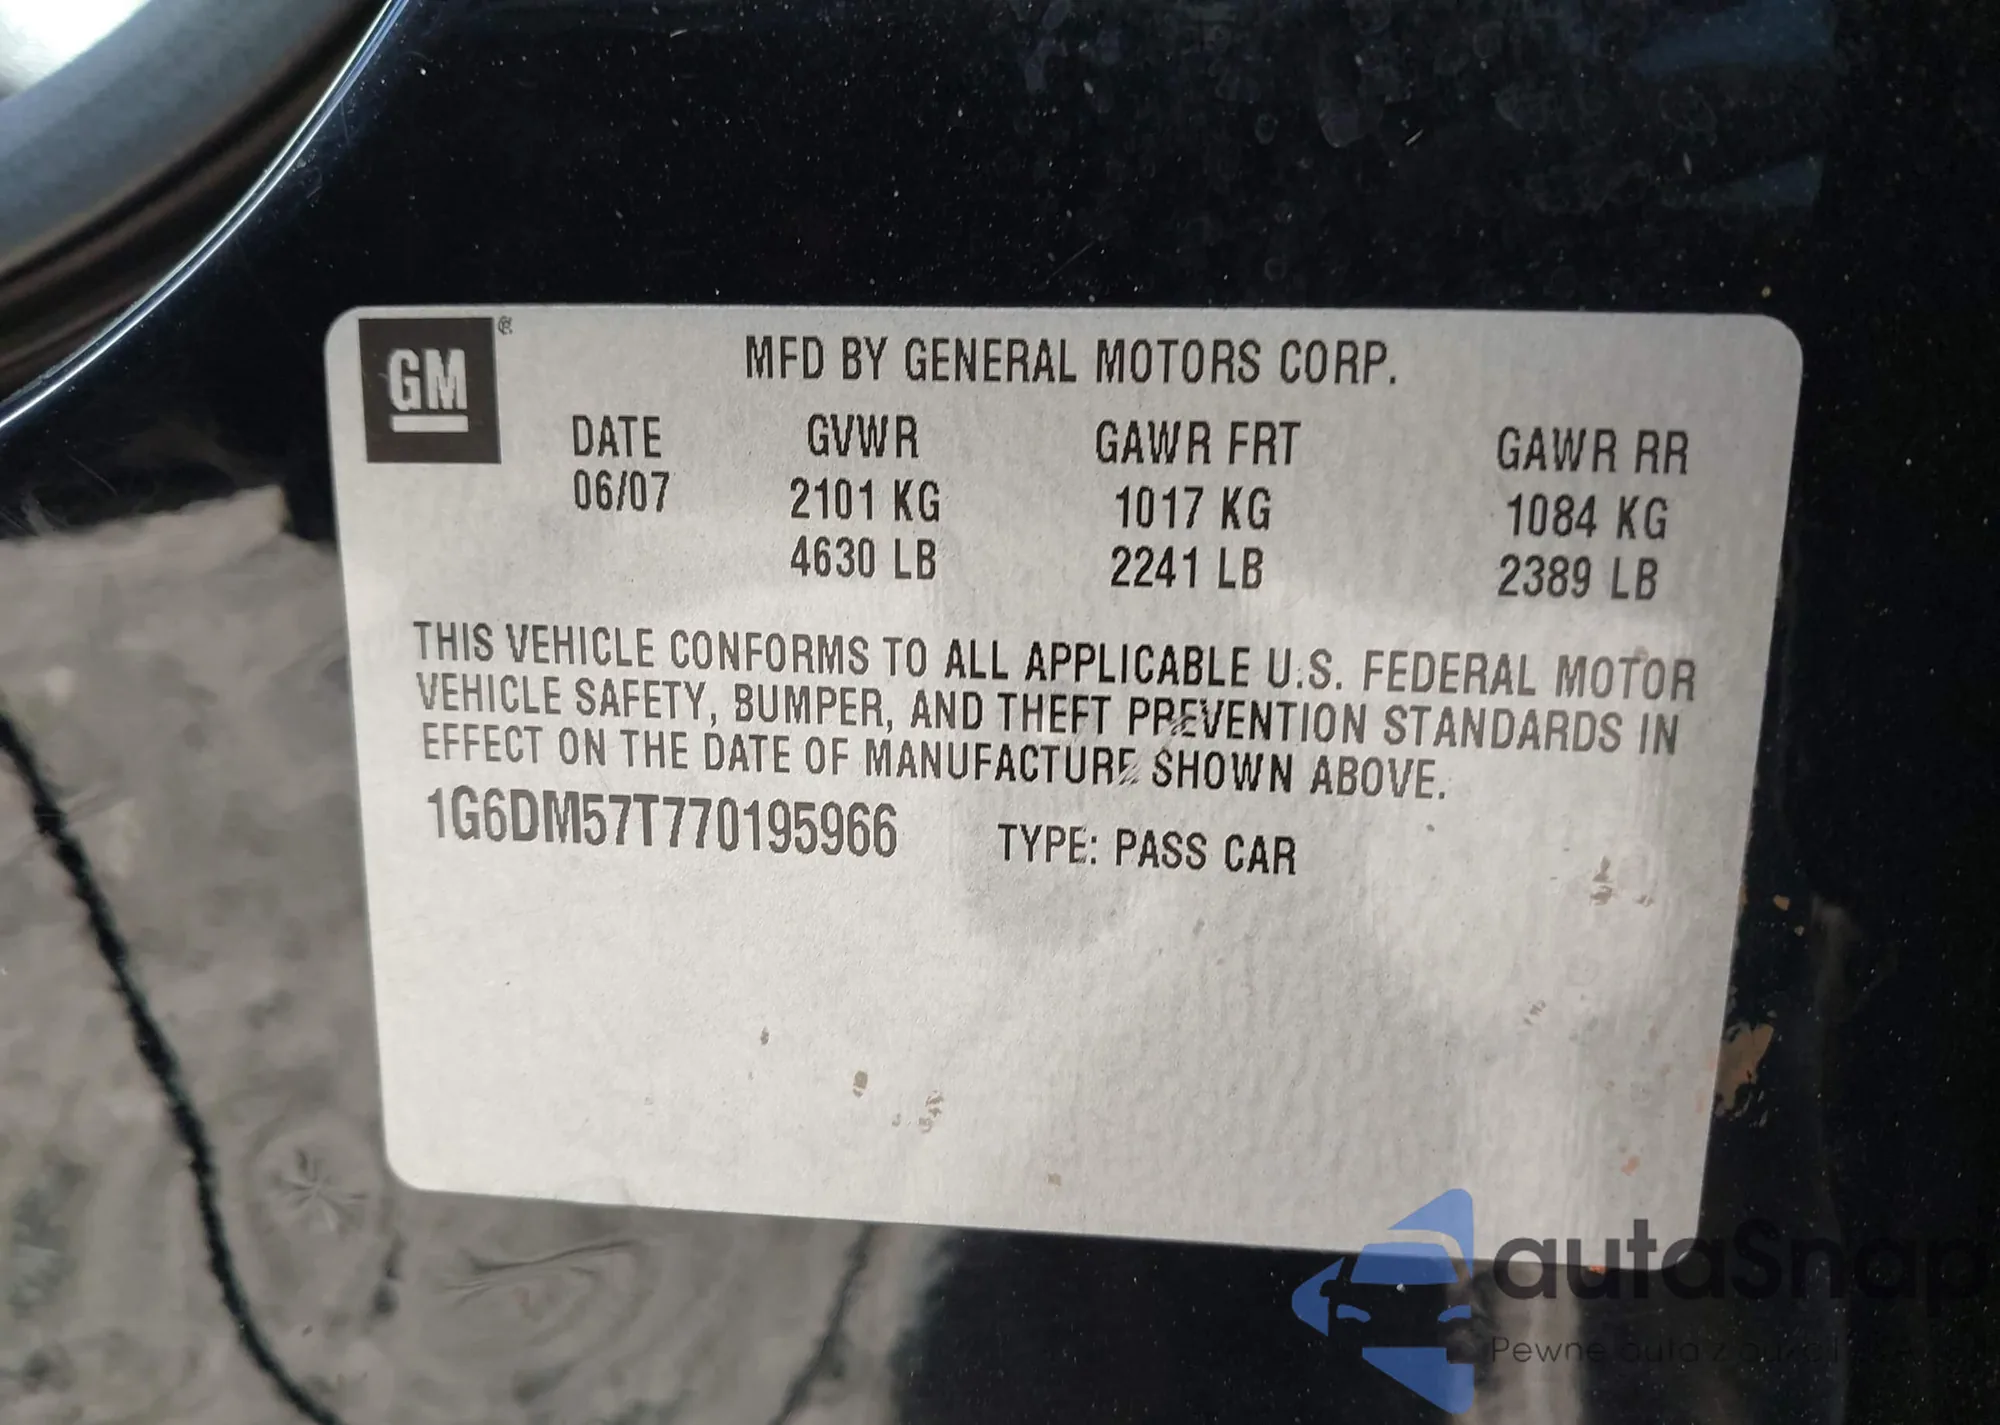 GM ®
MFD BY GENERAL MOTORS CORP.
DATE GVWR GAWR FRT GAWR RR
06/07 2101 KG 1017 KG 1084 KG
4630 LB 2241 LB 2389 LB
THIS VEHICLE CONFORMS TO ALL APPLICABLE U.S. FEDERAL MOTOR
VEHICLE SAFETY, BUMPER, AND THEFT PREVENTION STANDARDS IN
EFFECT ON THE DATE OF MANUFACTURE SHOWN ABOVE.
1G6DM57T770195966 TYPE: PASS CAR
autaSnap
Pewne auta z